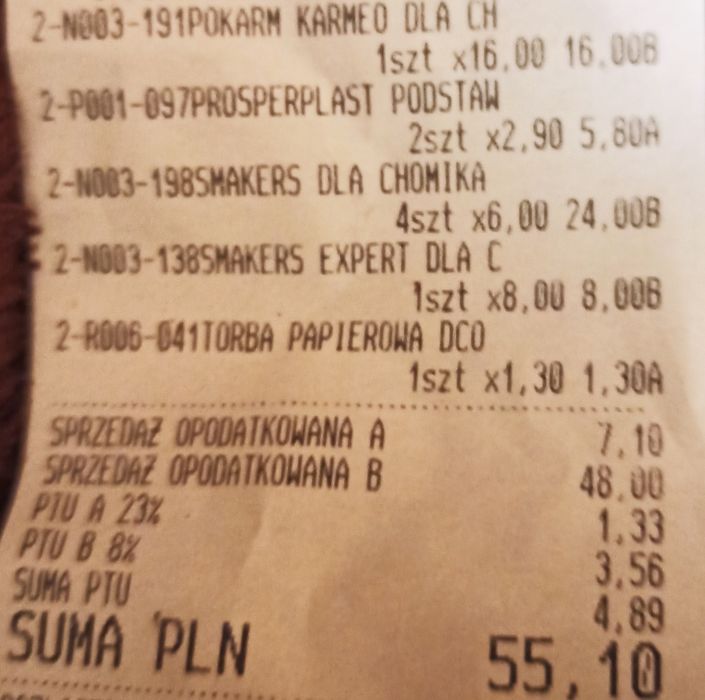 2-N003-191POKARM KARMEO DLA CH
1szt x16,00 16,00B
2-P001-097PROSPERPLAST PODSTAW
2szt x2,90 5,80A
2-N003-198SMAKERS DLA CHOMIKA
4szt x6,00 24,00B
2-N003-138SMAKERS EXPERT DLA C
1szt x8,00 8,00B
2-R006-041TORBA PAPIEROWA DCO
1szt x1,30 1,30A
SPRZEDAŻ OPODATKOWANA A 7,10
SPRZEDAŻ OPODATKOWANA B 48,00
PTU A 23% 1,33
PTU B 8% 3,56
SUMA PTU 4,89
SUMA PLN 55,10